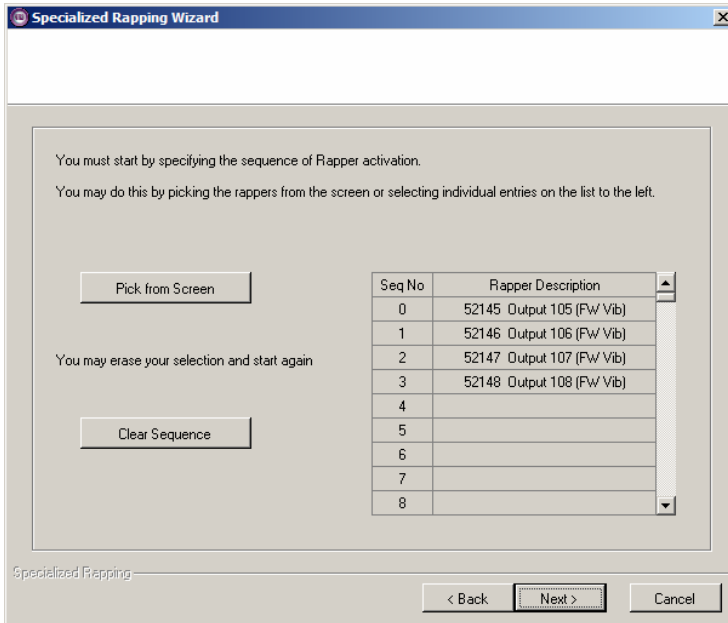 Specialized Rapping Wizard
You must start by specifying the sequence of Rapper activation.
You may do this by picking the rappers from the screen or selecting individual entries on the list to the left.
Pick from Screen
You may erase your selection and start again
Clear Sequence
Seq No Rapper Description
0 52145 Output 105 (FW Vib)
1 52146 Output 106 (FW Vib)
2 52147 Output 107 (FW Vib)
3 52148 Output 108 (FW Vib)
4
5
6
7
8
Specialized Rapping
< Back Next > Cancel